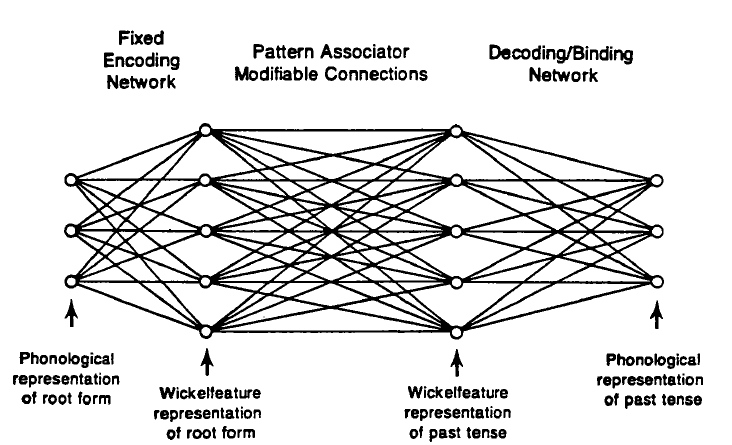 Fixed
Encoding
Network
Pattern Associator
Modifiable Connections
Decoding/Binding
Network
Phonological
representation
of root form
Wickelfeature
representation
of root form
Wickelfeature
representation
of past tense
Phonological
representation
of past tense